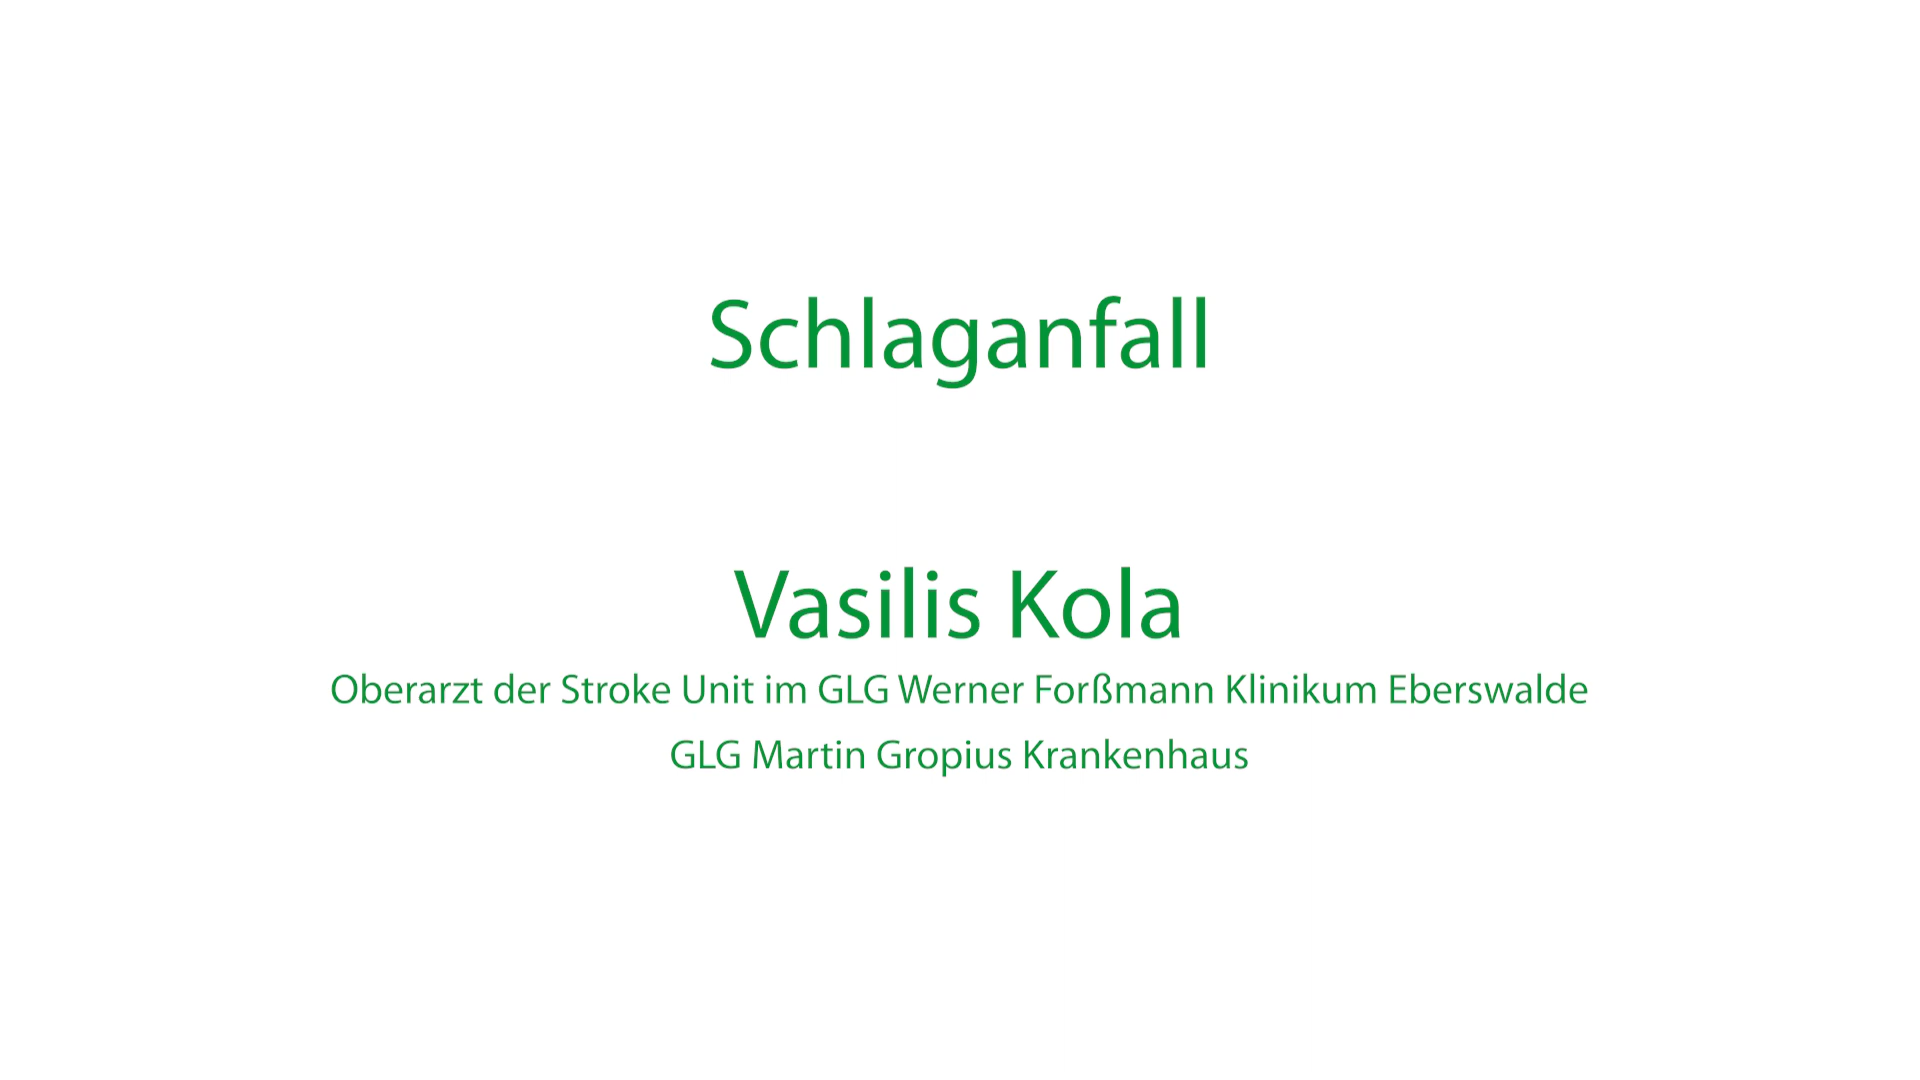 Schlaganfall
Vasilis Kola
Oberarzt der Stroke Unit im GLG Werner Forßmann Klinikum Eberswalde
GLG Martin Gropius Krankenhaus